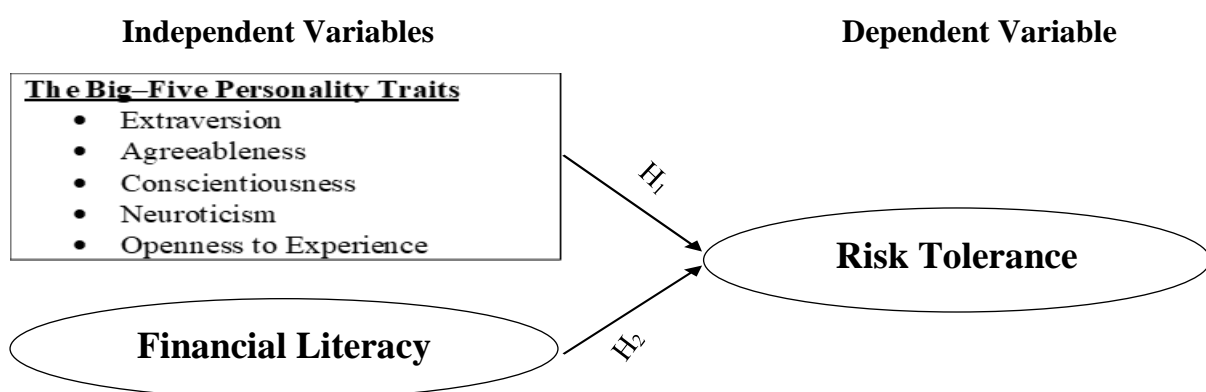 Independent Variables
Dependent Variable
The Big–Five Personality Traits
• Extraversion
• Agreeableness
• Conscientiousness
• Neuroticism
• Openness to Experience
H₁
Risk Tolerance
Financial Literacy
H₂